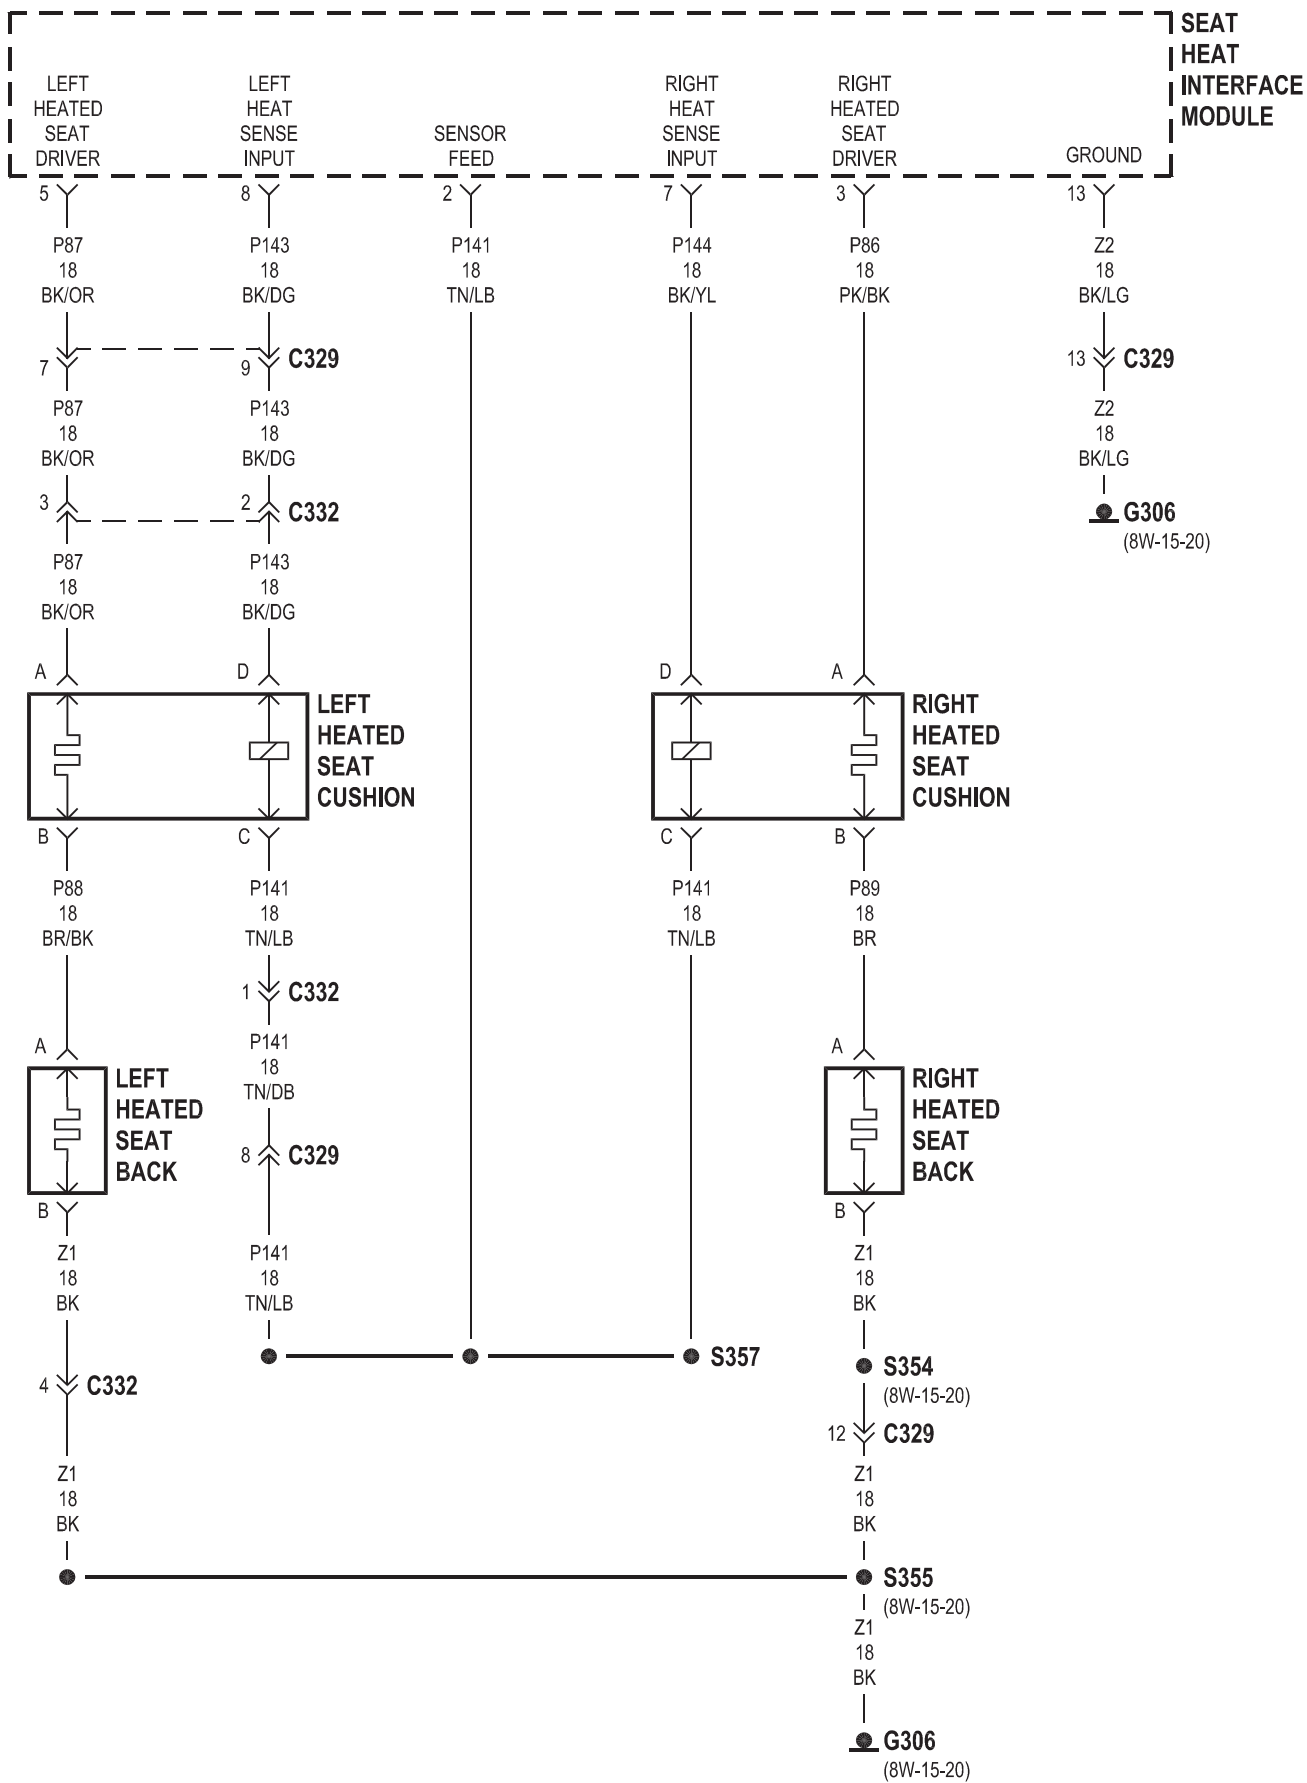 SEAT
HEAT
INTERFACE
MODULE
LEFT
HEATED
SEAT
DRIVER
LEFT
HEAT
SENSE
INPUT
SENSOR
FEED
RIGHT
HEAT
SENSE
INPUT
RIGHT
HEATED
SEAT
DRIVER
GROUND
5 8 2 7 3 13
P87 P143 P141 P144 P86 Z2
18 18 18 18 18 18
BK/OR BK/DG TN/LB BK/YL PK/BK BK/LG
7 9 C329 13 C329
P87 P143 Z2
18 18 18
BK/OR BK/DG BK/LG
3 2 C332 G306
(8W-15-20)
P87 P143
18 18
BK/OR BK/DG
A D D A
LEFT
HEATED
SEAT
CUSHION
RIGHT
HEATED
SEAT
CUSHION
B C C B
P88 P141 P141 P89
18 18 18 18
BR/BK TN/LB TN/LB BR
1 C332
P141
18
TN/DB
A A
LEFT
HEATED
SEAT
BACK
8 C329
RIGHT
HEATED
SEAT
BACK
B B
Z1 P141 Z1
18 18 18
BK TN/LB BK
S357
4 C332
S354
(8W-15-20)
12 C329
Z1 Z1
18 18
BK BK
S355
(8W-15-20)
Z1
18
BK
G306
(8W-15-20)